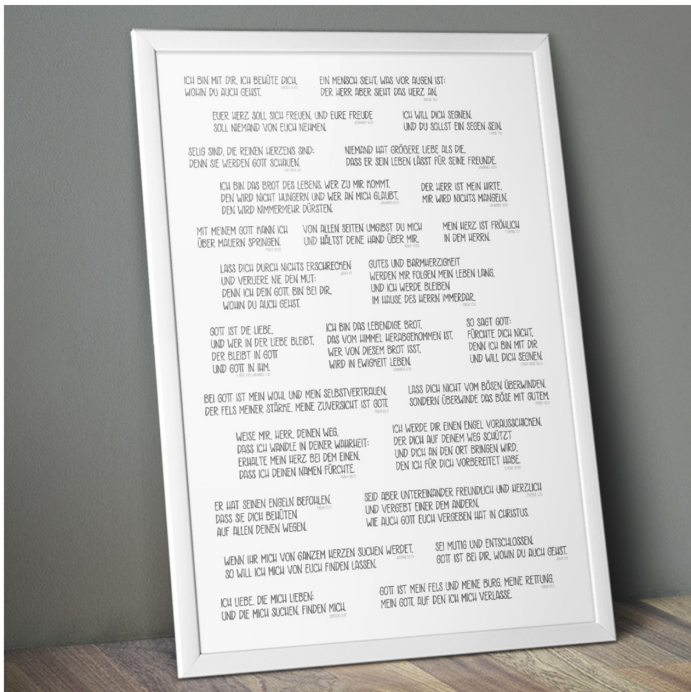 ICH BIN MIT DIR, ICH BEHÜTE DICH,
WOHIN DU AUCH GEHST.
EIN MENSCH SIEHT, WAS VOR AUGEN IST;
DER HERR ABER SIEHT DAS HERZ AN.
EUER HERZ SOLL SICH FREUEN, UND EURE FREUDE
SOLL NIEMAND VON EUCH NEHMEN.
ICH WILL DICH SEGNEN,
UND DU SOLLST EIN SEGEN SEIN.
SELIG SIND, DIE REINEN HERZENS SIND;
DENN SIE WERDEN GOTT SCHAUEN.
NIEMAND HAT GRÖßERE LIEBE ALS DIE,
DASS ER SEIN LEBEN LÄSST FÜR SEINE FREUNDE.
ICH BIN DAS BROT DES LEBENS. WER ZU MIR KOMMT,
DEN WIRD NICHT HUNGERN UND WER AN MICH GLAUBT,
DEN WIRD NIMMERMEHR DÜRSTEN.
DER HERR IST MEIN HIRTE,
MIR WIRD NICHTS MANGELN.
MIT MEINEM GOTT KANN ICH
ÜBER MAUERN SPRINGEN.
VON ALLEN SEITEN UMGIBST DU MICH
UND HÄLTST DEINE HAND ÜBER MIR.
MEIN HERZ IST FRÖHLICH
IN DEM HERRN.
LASS DICH DURCH NICHTS ERSCHRECKEN
UND VERLIERE NIE DEN MUT;
DENN ICH DEIN GOTT, BIN BEI DIR,
WOHIN DU AUCH GEHST.
GUTES UND BARMHERZIGKEIT
WERDEN MIR FOLGEN MEIN LEBEN LANG,
UND ICH WERDE BLEIBEN
IM HAUSE DES HERRN IMMERDAR.
GOTT IST DIE LIEBE,
UND WER IN DER LIEBE BLEIBT,
DER BLEIBT IN GOTT
UND GOTT IN IHM.
ICH BIN DAS LEBENDIGE BROT,
DAS VOM HIMMEL HERABGEKOMMEN IST.
WER VON DIESEM BROT ISST,
WIRD IN EWIGKEIT LEBEN.
SO SAGT GOTT:
FÜRCHTE DICH NICHT,
DENN ICH BIN MIT DIR
UND WILL DICH SEGNEN.
BEI GOTT IST MEIN WOHL UND MEIN SELBSTVERTRAUEN,
DER FELS MEINER STÄRKE, MEINE ZUVERSICHT IST GOTT.
LASS DICH NICHT VOM BÖSEN ÜBERWINDEN,
SONDERN ÜBERWINDE DAS BÖSE MIT GUTEM.
WEISE MIR, HERR, DEINEN WEG,
DASS ICH WANDLE IN DEINER WAHRHEIT;
ERHALTE MEIN HERZ BEI DEM EINEN,
DASS ICH DEINEN NAMEN FÜRCHTE.
ICH WERDE DIR EINEN ENGEL VORAUSSCHICKEN,
DER DICH AUF DEINEM WEG SCHÜTZT
UND DICH AN DEN ORT BRINGEN WIRD,
DEN ICH FÜR DICH VORBEREITET HABE.
ER HAT SEINEN ENGELN BEFOHLEN,
DASS SIE DICH BEHÜTEN
AUF ALLEN DEINEN WEGEN.
SEID ABER UNTEREINANDER FREUNDLICH UND HERZLICH
UND VERGEBT EINER DEM ANDERN,
WIE AUCH GOTT EUCH VERGEBEN HAT IN CHRISTUS.
WENN IHR MICH VON GANZEM HERZEN SUCHEN WERDET,
SO WILL ICH MICH VON EUCH FINDEN LASSEN.
SEI MUTIG UND ENTSCHLOSSEN,
GOTT IST BEI DIR, WOHIN DU AUCH GEHST.
ICH LIEBE, DIE MICH LIEBEN;
UND DIE MICH SUCHEN, FINDEN MICH.
GOTT IST MEIN FELS UND MEINE BURG, MEINE RETTUNG,
MEIN GOTT, AUF DEN ICH MICH VERLASSE.